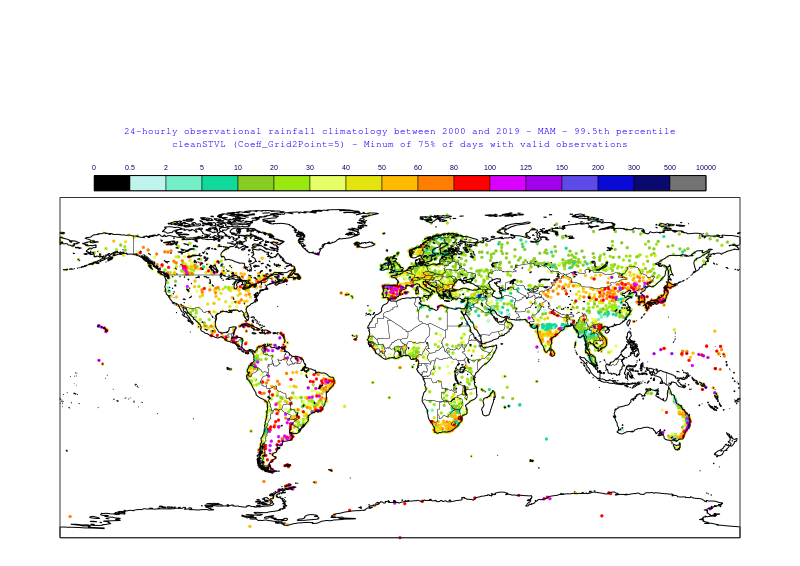 24-hourly observational rainfall climatology between 2000 and 2019 - MAM - 99.5th percentile
cleanSTVL (Coeff_Grid2Point=5) - Minum of 75% of days with valid observations
0 0.5 2 5 10 20 30 40 50 60 80 100 125 150 200 300 500 10000